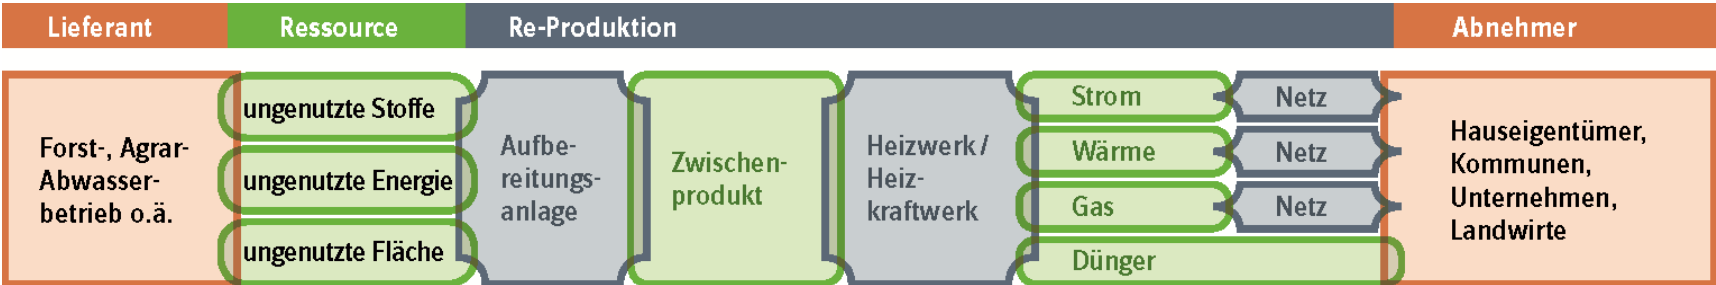 Lieferant
Ressource
Re-Produktion
Abnehmer
Forst-, Agrar-
Abwasser-
betrieb o.ä.
ungenutzte Stoffe
ungenutzte Energie
ungenutzte Fläche
Aufbe-
reitungs-
anlage
Zwischen-
produkt
Heizwerk /
Heiz-
kraftwerk
Strom
Netz
Wärme
Netz
Gas
Netz
Dünger
Hauseigentümer,
Kommunen,
Unternehmen,
Landwirte